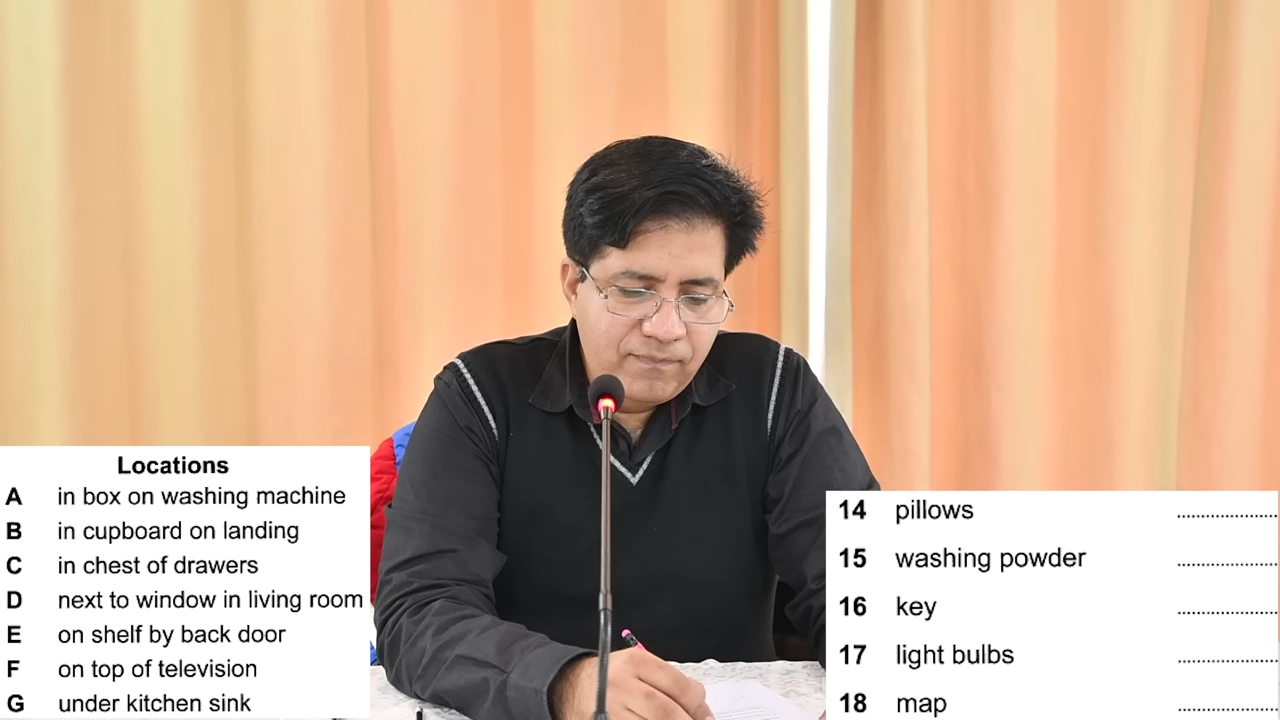 Locations
A in box on washing machine
B in cupboard on landing
C in chest of drawers
D next to window in living room
E on shelf by back door
F on top of television
G under kitchen sink
14 pillows ....................
15 washing powder ....................
16 key ....................
17 light bulbs ....................
18 map ....................